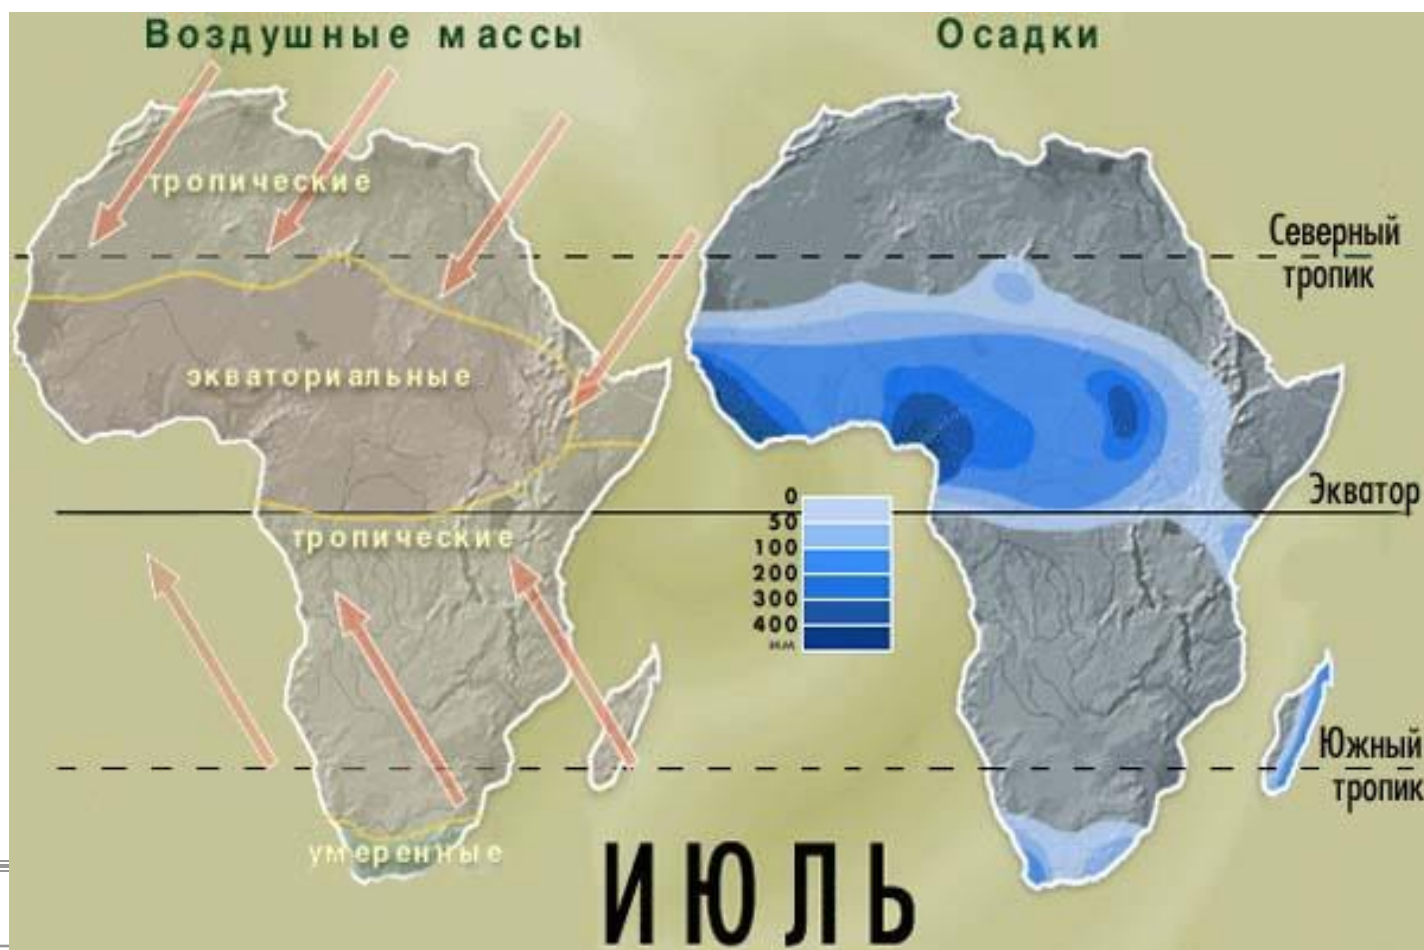 Воздушные массы
Осадки
тропические
Северный
тропик
экваториальные
Экватор
0
50
100
200
300
400
мм
тропические
Южный
тропик
умеренные
ИЮЛЬ